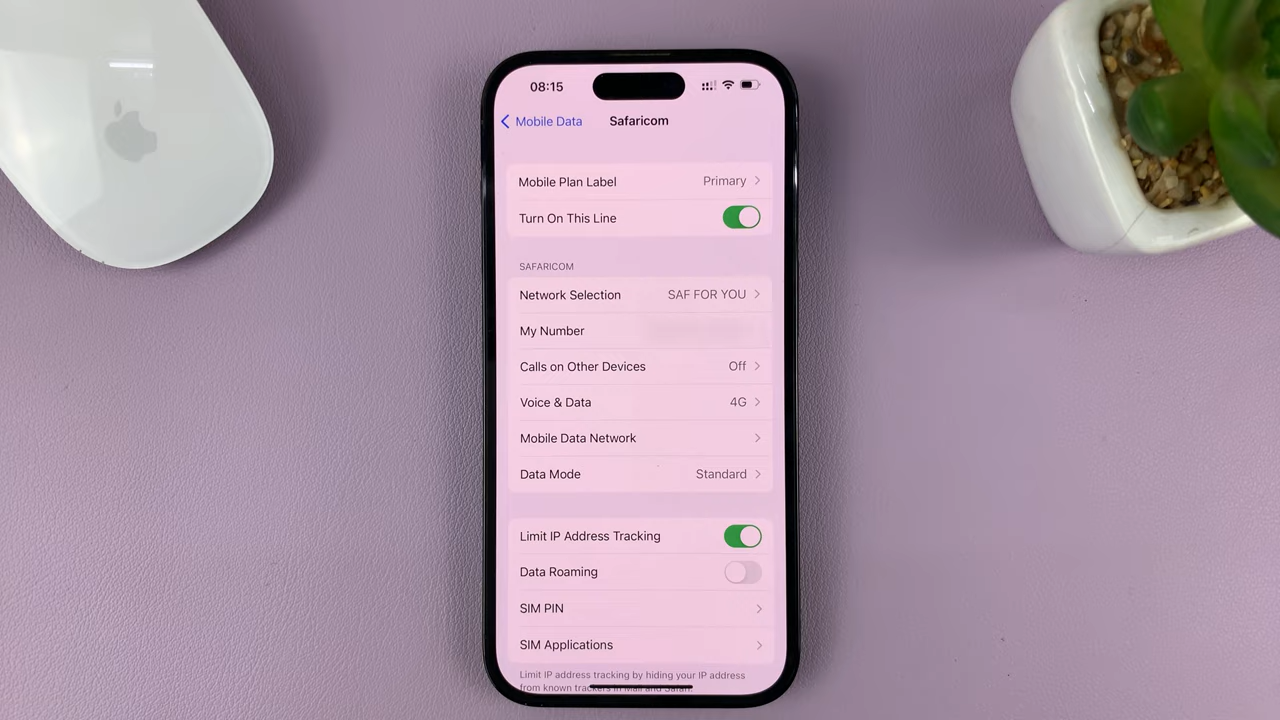 08:15
Mobile Data Safaricom
Mobile Plan Label Primary
Turn On This Line
SAFARICOM
Network Selection SAF FOR YOU
My Number
Calls on Other Devices Off
Voice & Data 4G
Mobile Data Network
Data Mode Standard
Limit IP Address Tracking
Data Roaming
SIM PIN
SIM Applications
Limit IP address tracking by hiding your IP address
from known trackers in Mail and Safari.